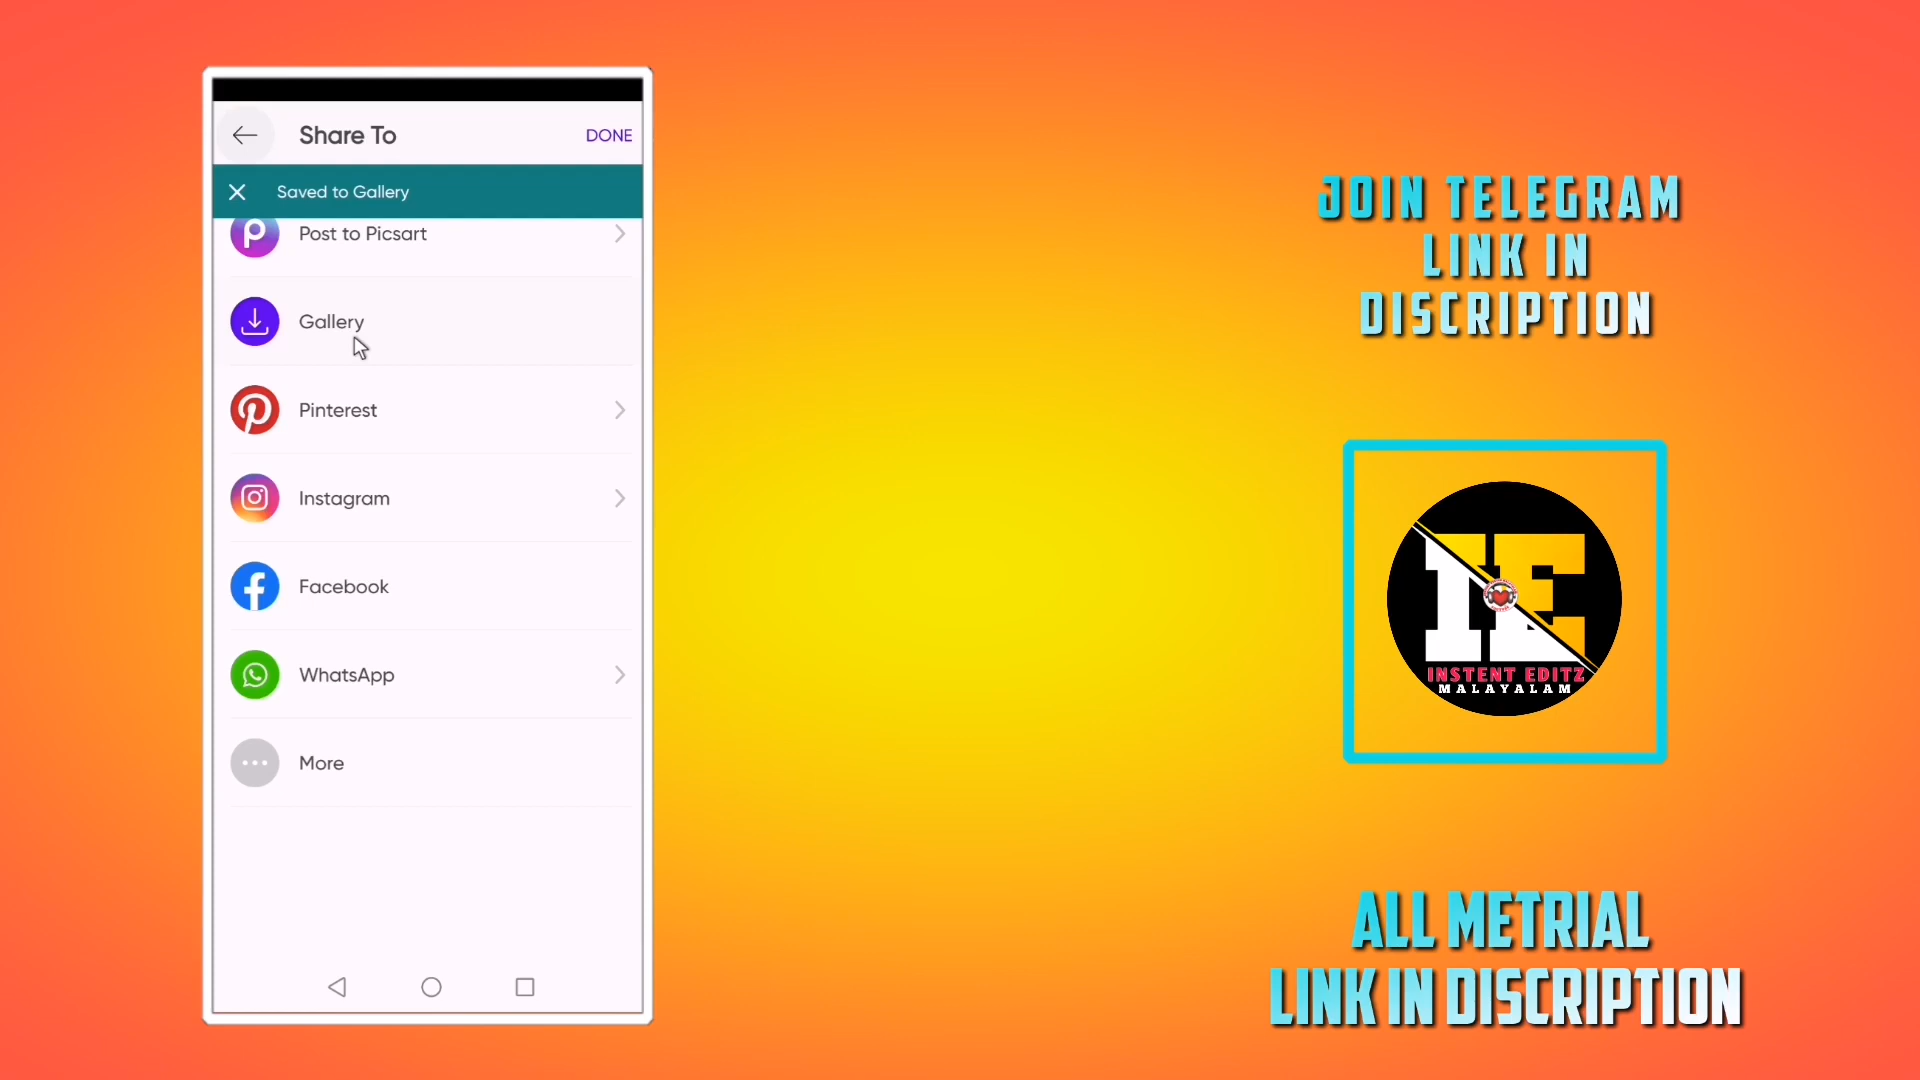 Share To
DONE
Saved to Gallery
Post to Picsart
Gallery
Pinterest
Instagram
Facebook
WhatsApp
More
JOIN TELEGRAM
LINK IN
DISCRIPTION
IE
INSTENT EDITZ
MALAYALAM
ALL METRIAL
LINK IN DISCRIPTION